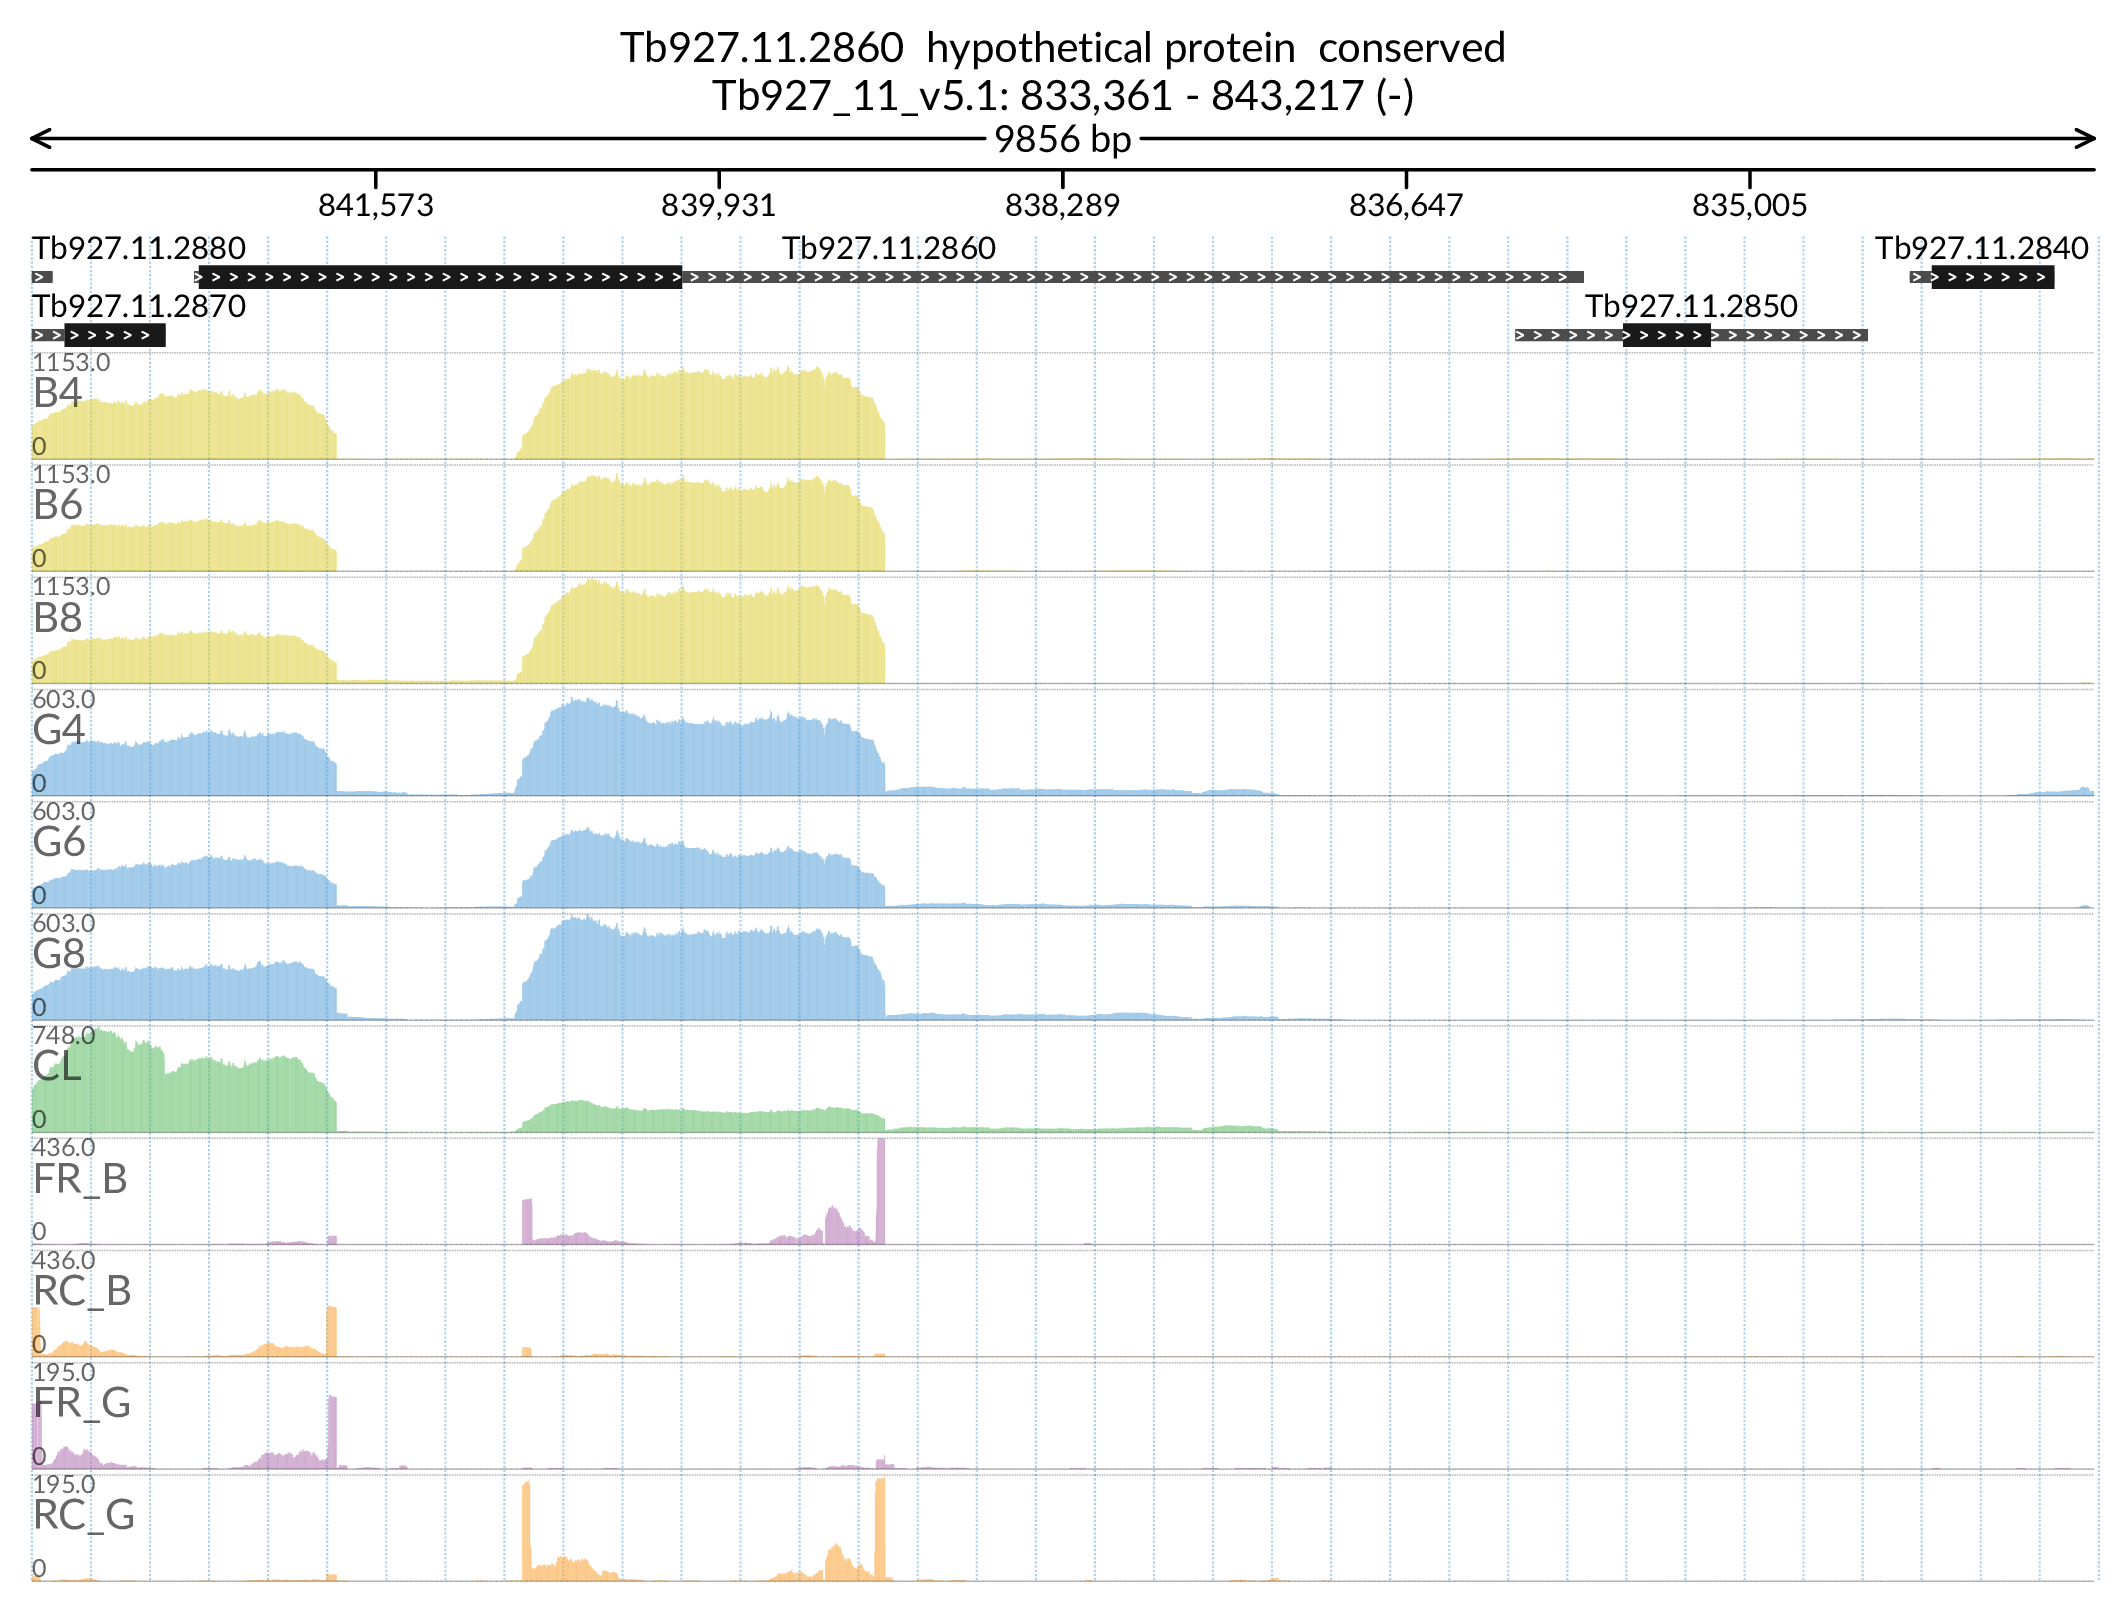 Tb927.11.2860 hypothetical protein conserved
Tb927_11_v5.1: 833,361 - 843,217 (-)
9856 bp
841,573 839,931 838,289 836,647 835,005
Tb927.11.2880 Tb927.11.2860 Tb927.11.2840
Tb927.11.2870 Tb927.11.2850
1153.0
B4
0
1153.0
B6
0
1153.0
B8
0
603.0
G4
0
603.0
G6
0
603.0
G8
0
748.0
CL
0
436.0
FR_B
0
436.0
RC_B
0
195.0
FR_G
0
195.0
RC_G
0